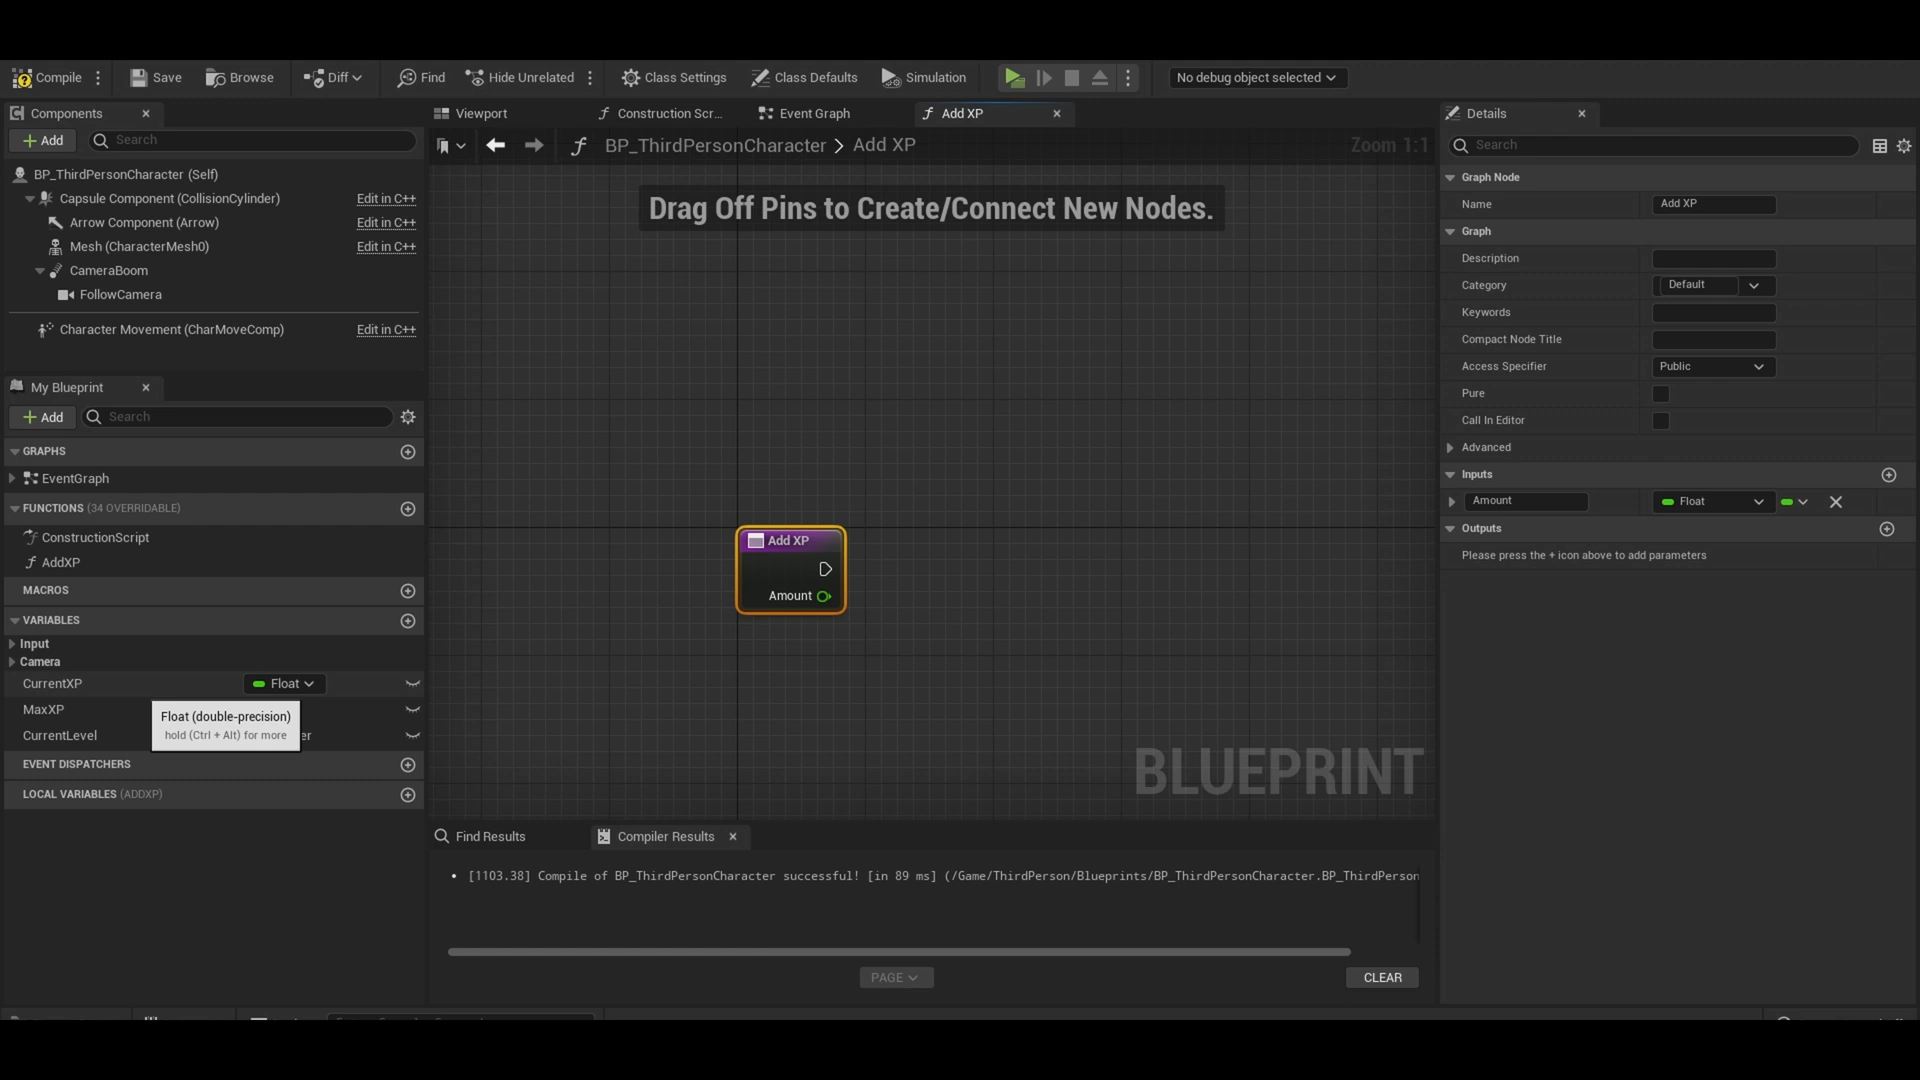 Compile
Save
Browse
Diff
Find
Hide Unrelated
Class Settings
Class Defaults
Simulation
No debug object selected
Components
Add
Search
BP_ThirdPersonCharacter (Self)
Capsule Component (CollisionCylinder) Edit in C++
Arrow Component (Arrow) Edit in C++
Mesh (CharacterMesh0) Edit in C++
CameraBoom
FollowCamera
Character Movement (CharMoveComp) Edit in C++
My Blueprint
Add
Search
GRAPHS
EventGraph
FUNCTIONS (34 OVERRIDABLE)
ConstructionScript
AddXP
MACROS
VARIABLES
Input
Camera
CurrentXP Float
MaxXP
CurrentLevel er
Float (double-precision)
hold (Ctrl + Alt) for more
EVENT DISPATCHERS
LOCAL VARIABLES (ADDXP)
Viewport
Construction Scr...
Event Graph
Add XP
BP_ThirdPersonCharacter > Add XP
Zoom 1:1
Drag Off Pins to Create/Connect New Nodes.
Add XP
Amount
BLUEPRINT
Find Results
Compiler Results
[1103.38] Compile of BP_ThirdPersonCharacter successful! [in 89 ms] (/Game/ThirdPerson/Blueprints/BP_ThirdPersonCharacter.BP_ThirdPerson
PAGE
CLEAR
Details
Search
Graph Node
Name Add XP
Graph
Description
Category Default
Keywords
Compact Node Title
Access Specifier Public
Pure
Call In Editor
Advanced
Inputs
Amount Float
Outputs
Please press the + icon above to add parameters